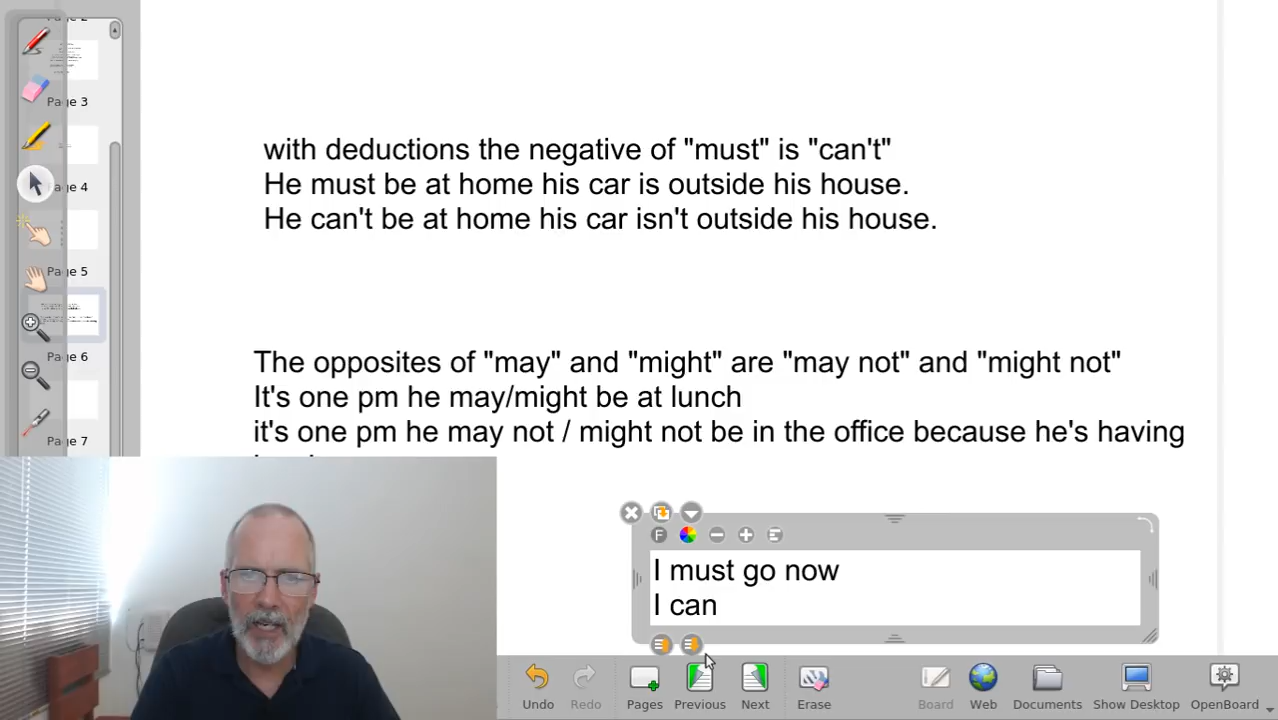 Page 2
Page 3
Page 4
Page 5
Page 6
Page 7
with deductions the negative of "must" is "can't"
He must be at home his car is outside his house.
He can't be at home his car isn't outside his house.
The opposites of "may" and "might" are "may not" and "might not"
It's one pm he may/might be at lunch
it's one pm he may not / might not be in the office because he's having
F
I must go now
I can
Undo
Redo
Pages
Previous
Next
Erase
Board
Web
Documents
Show Desktop
OpenBoard